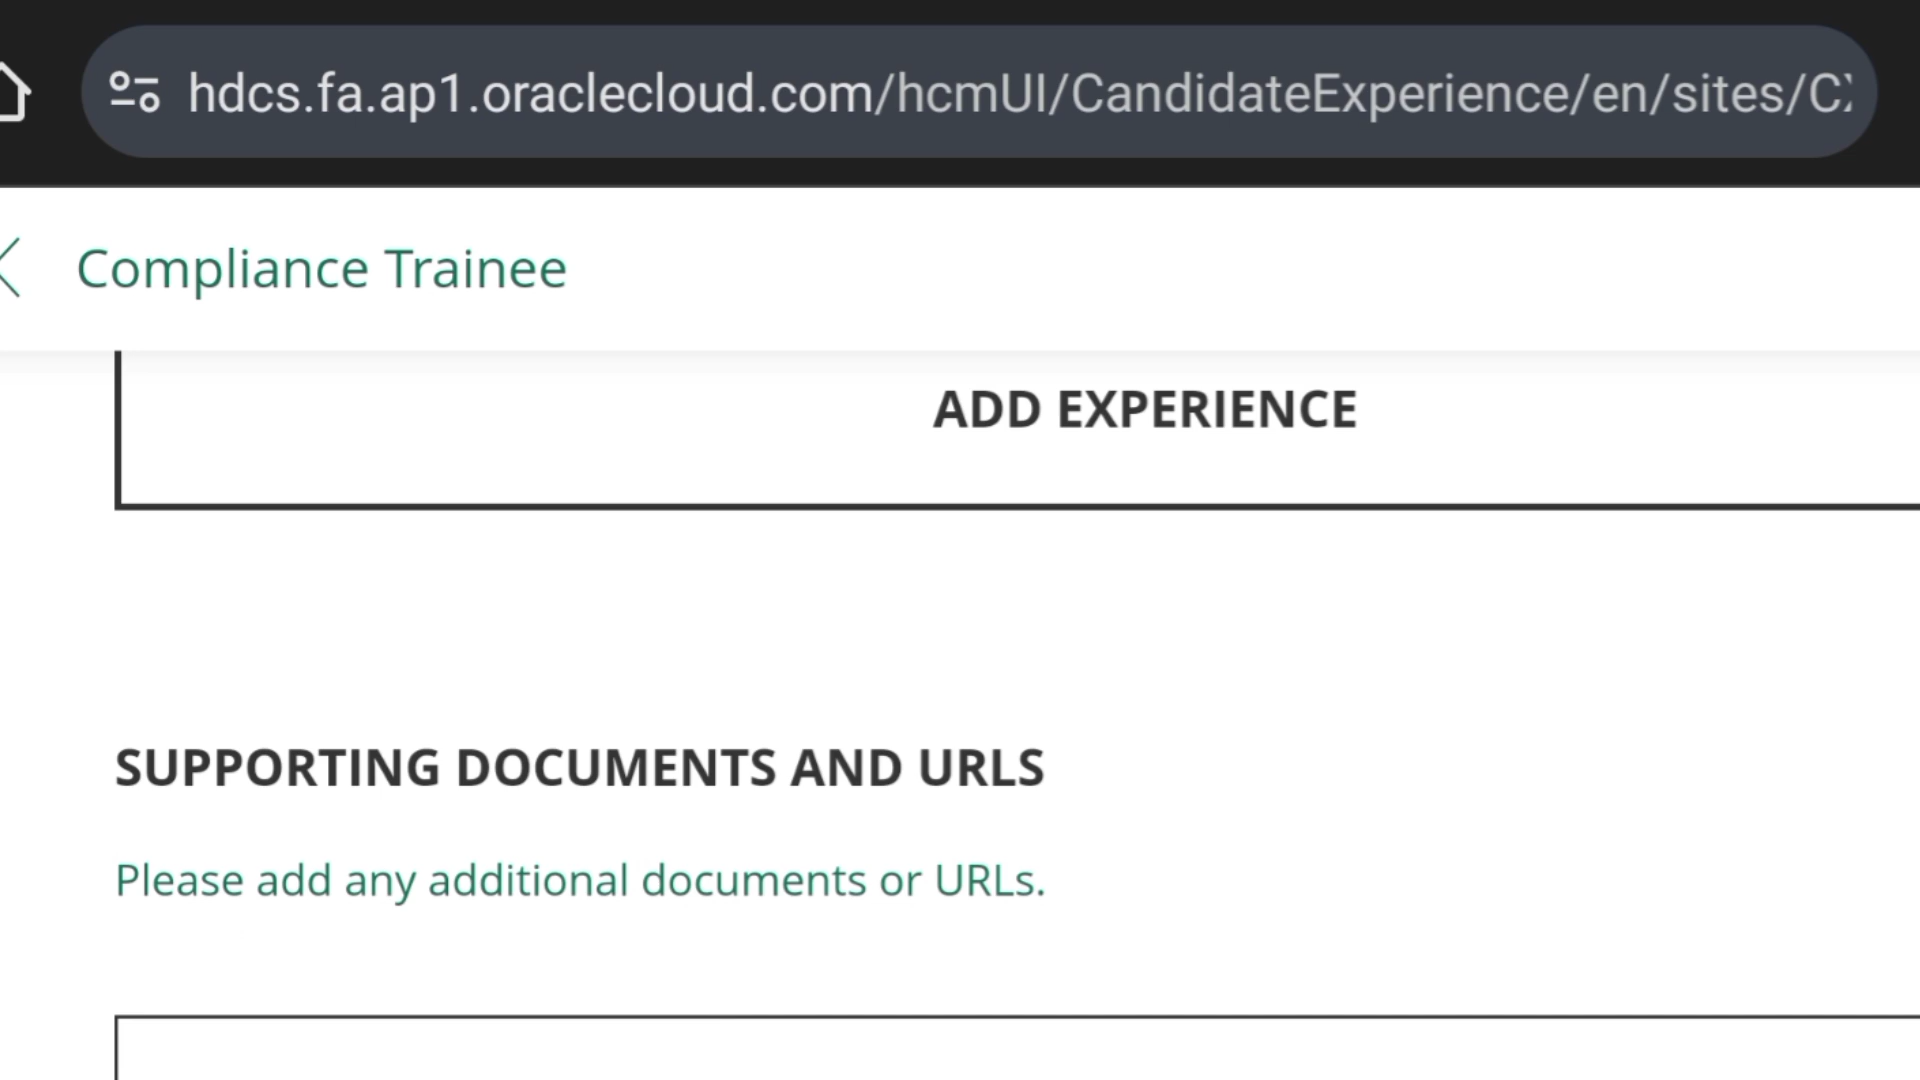 hdcs.fa.ap1.oraclecloud.com/hcmUI/CandidateExperience/en/sites/C
Compliance Trainee
ADD EXPERIENCE
SUPPORTING DOCUMENTS AND URLS
Please add any additional documents or URLs.